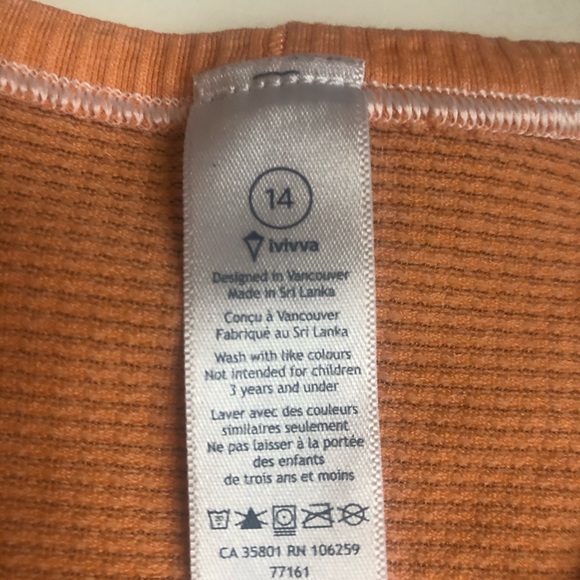 14
ivivva
Designed in Vancouver
Made in Sri Lanka
Conçu à Vancouver
Fabriqué au Sri Lanka
Wash with like colours
Not intended for children
3 years and under
Laver avec des couleurs
similaires seulement
Ne pas laisser à la portée
des enfants
de trois ans et moins
CA 35801 RN 106259
77161